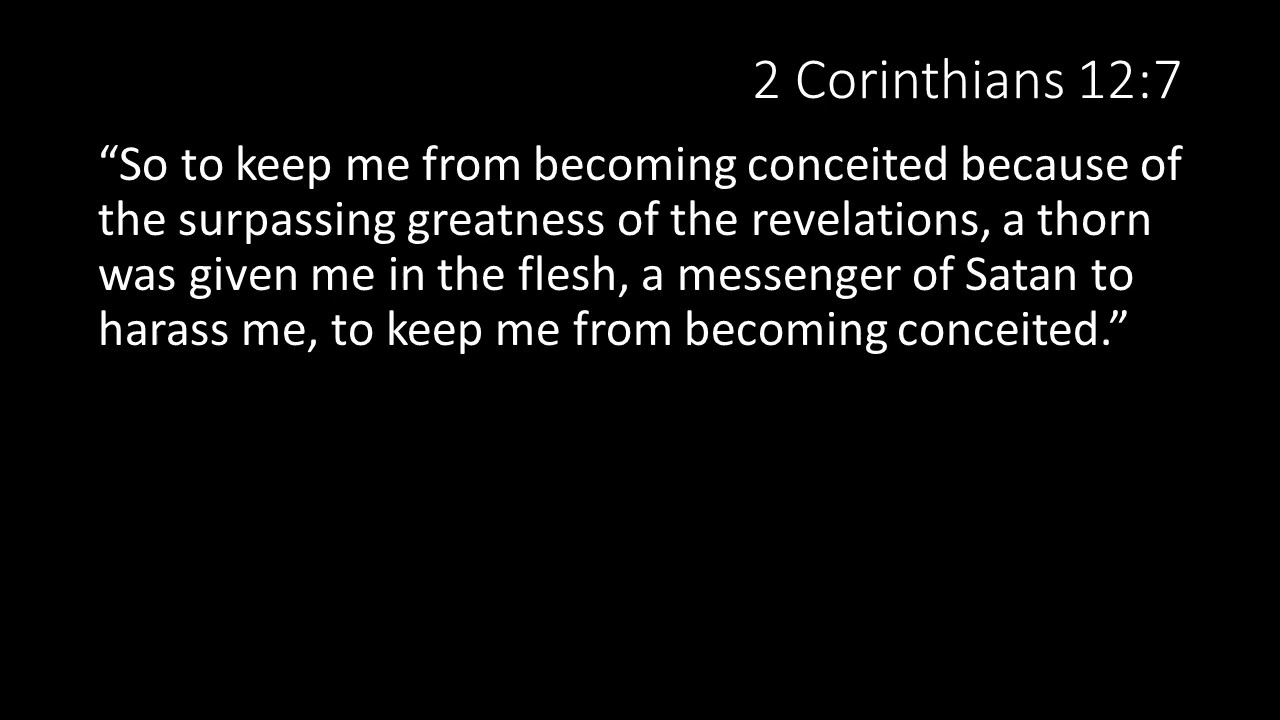 2 Corinthians 12:7
“So to keep me from becoming conceited because of
the surpassing greatness of the revelations, a thorn
was given me in the flesh, a messenger of Satan to
harass me, to keep me from becoming conceited.”